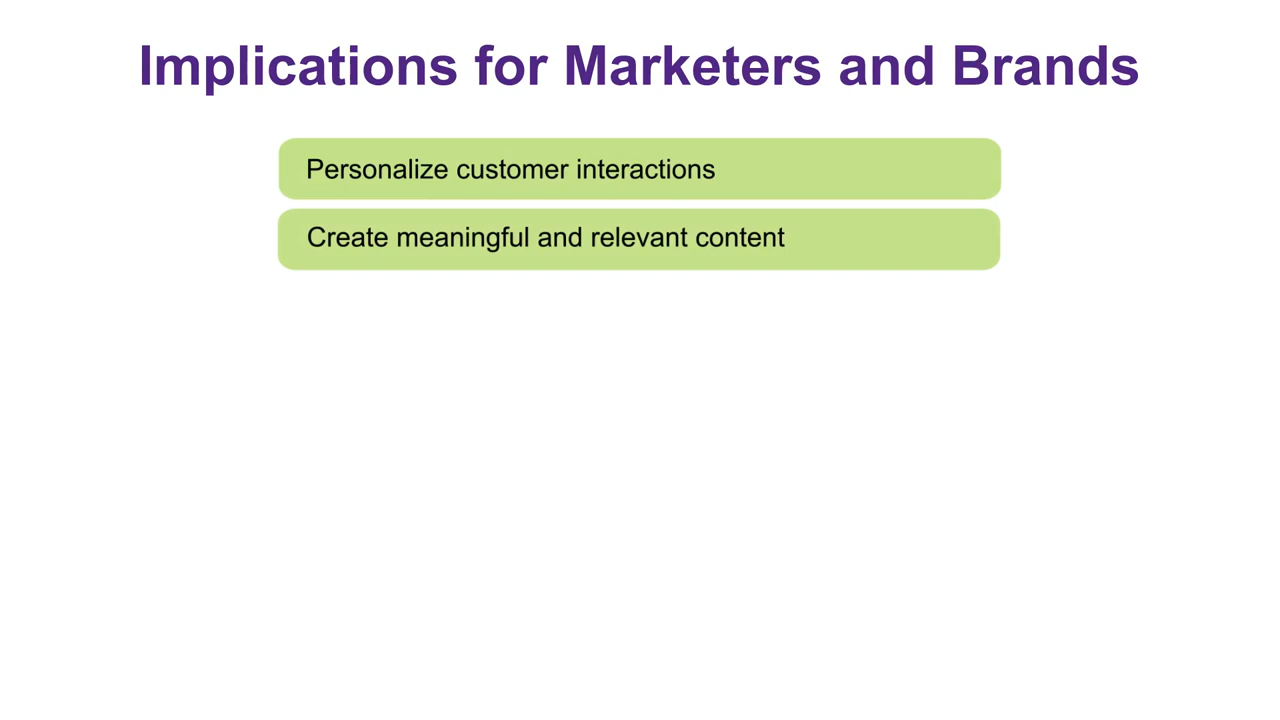 Implications for Marketers and Brands
Personalize customer interactions
Create meaningful and relevant content